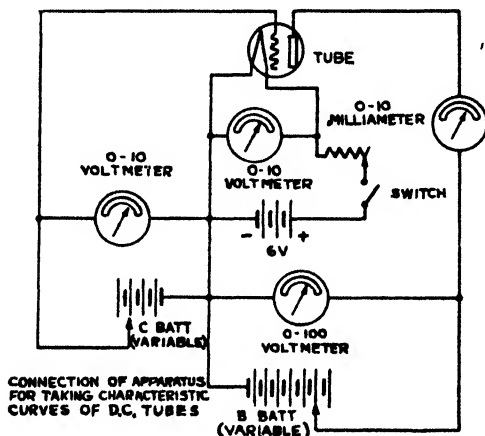 TUBE
0-10
MILLIAMETER
0-10
VOLTMETER
0-10
VOLTMETER
SWITCH
- +
6V
C BATT
(VARIABLE)
0-100
VOLTMETER
CONNECTION OF APPARATUS
FOR TAKING CHARACTERISTIC
CURVES OF D.C. TUBES
B BATT
(VARIABLE)